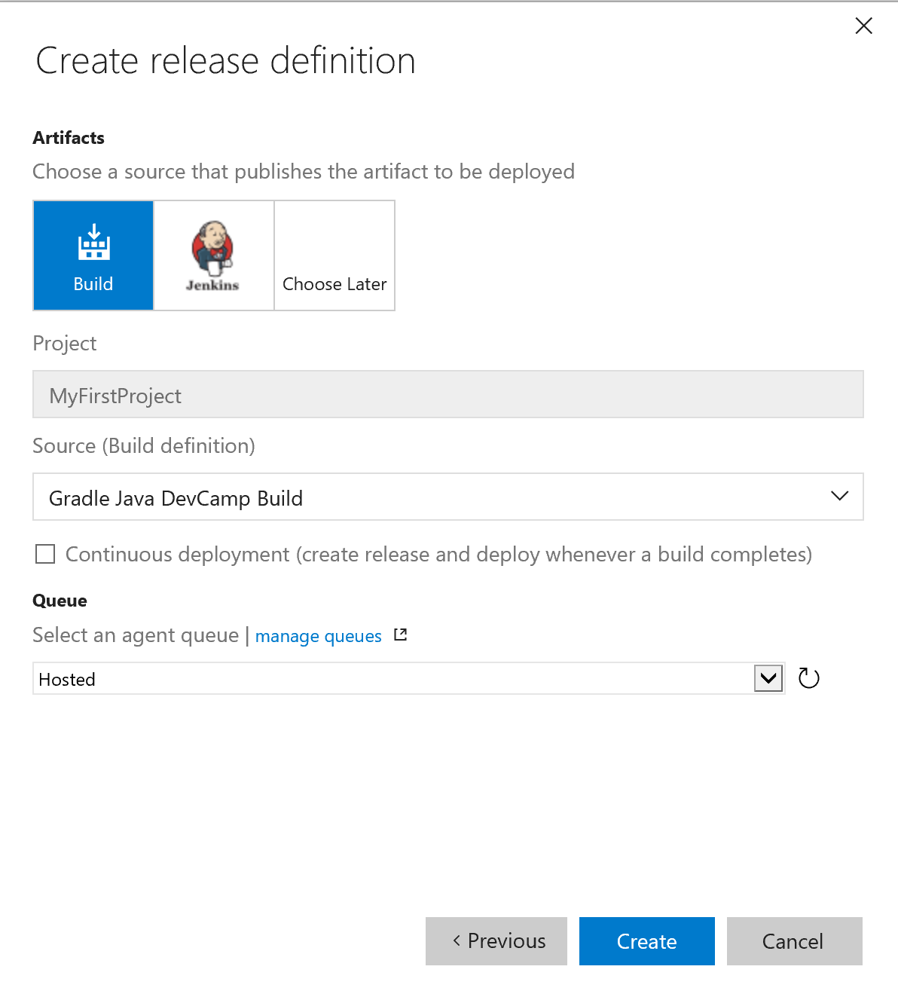 Create release definition
Artifacts
Choose a source that publishes the artifact to be deployed
Build
Jenkins
Choose Later
Project
MyFirstProject
Source (Build definition)
Gradle Java DevCamp Build
Continuous deployment (create release and deploy whenever a build completes)
Queue
Select an agent queue | manage queues
Hosted
Previous
Create
Cancel